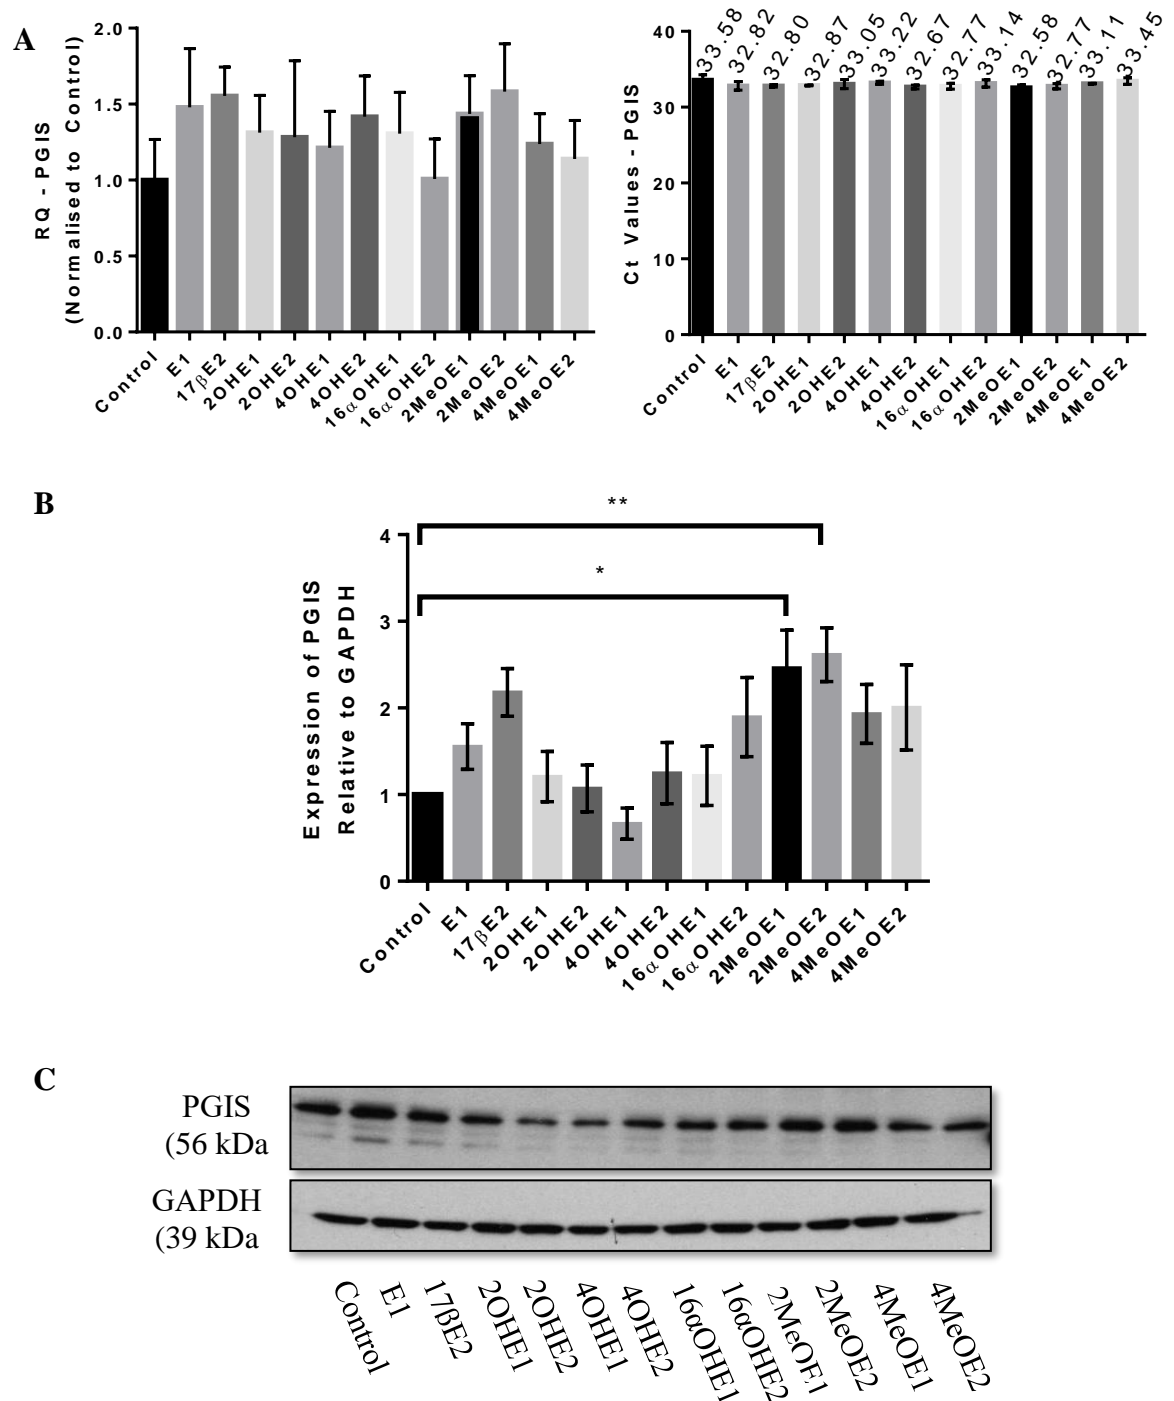 A
RQ - PGIS
(Normalised to Control)
2.0
1.5
1.0
0.5
0.0
Control
E1
17βE2
2OHE1
2OHE2
4OHE1
4OHE2
16αOHE1
16αOHE2
2MeOE1
2MeOE2
4MeOE1
4MeOE2
Ct Values - PGIS
40
30
20
10
0
33.58
32.82
32.80
32.87
33.05
33.22
32.67
32.77
33.14
32.58
32.77
33.11
33.45
Control
E1
17βE2
2OHE1
2OHE2
4OHE1
4OHE2
16αOHE1
16αOHE2
2MeOE1
2MeOE2
4MeOE1
4MeOE2
B
Expression of PGIS
Relative to GAPDH
**
*
4
3
2
1
0
Control
E1
17βE2
2OHE1
2OHE2
4OHE1
4OHE2
16αOHE1
16αOHE2
2MeOE1
2MeOE2
4MeOE1
4MeOE2
C
PGIS
(56 kDa
GAPDH
(39 kDa
Control
E1
17βE2
2OHE1
2OHE2
4OHE1
4OHE2
16αOHE1
16αOHE2
2MeOE1
2MeOE2
4MeOE1
4MeOE2